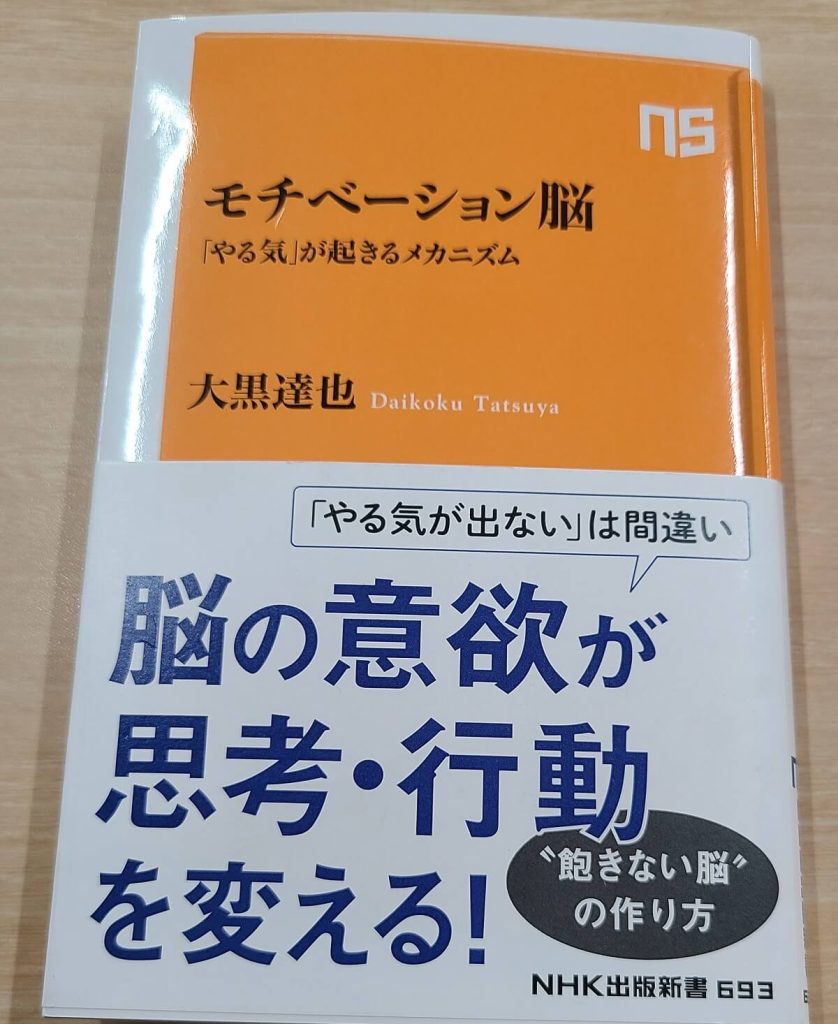 NS
モチベーション脳
「やる気」が起きるメカニズム
大黒達也 Daikoku Tatsuya
「やる気が出ない」は間違い
脳の意欲が
思考・行動
を変える!
“飽きない脳”
の作り方
NHK出版新書 693